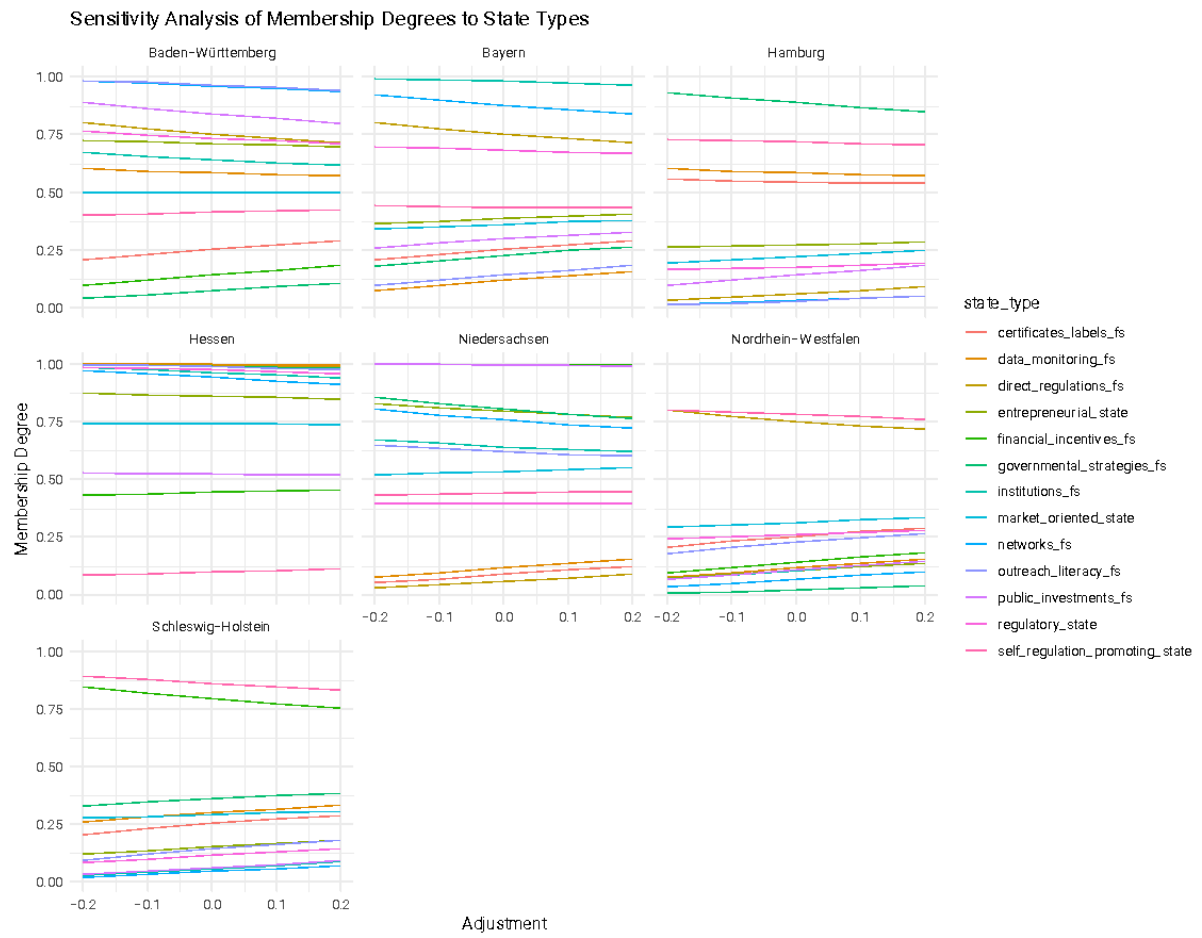 Sensitivity Analysis of Membership Degrees to State Types
Baden-Württemberg
Bayern
Hamburg
1.00
0.75
0.50
0.25
0.00
Hessen
Niedersachsen
Nordrhein-Westfalen
1.00
0.75
0.50
0.25
0.00
-0.2 -0.1 0.0 0.1 0.2
-0.2 -0.1 0.0 0.1 0.2
Schleswig-Holstein
1.00
0.75
0.50
0.25
0.00
-0.2 -0.1 0.0 0.1 0.2
Membership Degree
Adjustment
state_type
certificates_labels_fs
data_monitoring_fs
direct_regulations_fs
entrepreneurial_state
financial_incentives_fs
governmental_strategies_fs
institutions_fs
market_oriented_state
networks_fs
outreach_literacy_fs
public_investments_fs
regulatory_state
self_regulation_promoting_state